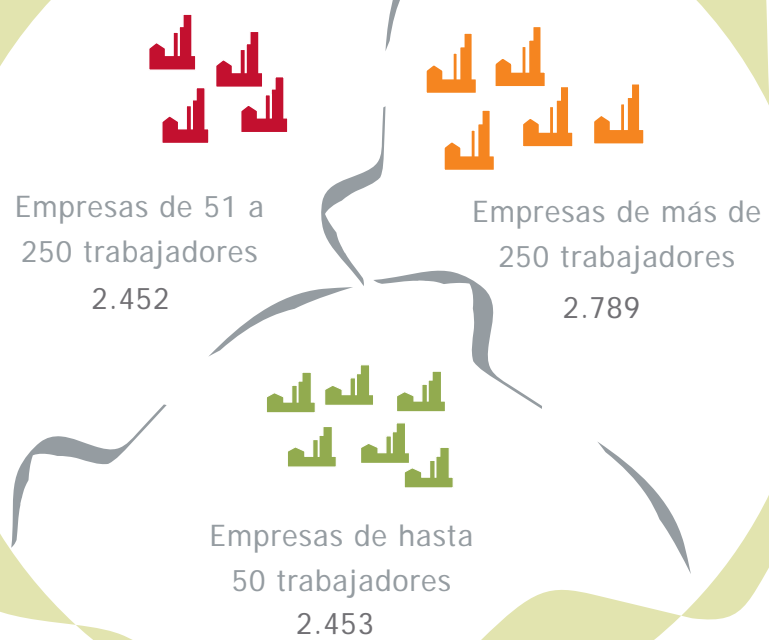 Empresas de 51 a
250 trabajadores
2.452
Empresas de más de
250 trabajadores
2.789
Empresas de hasta
50 trabajadores
2.453